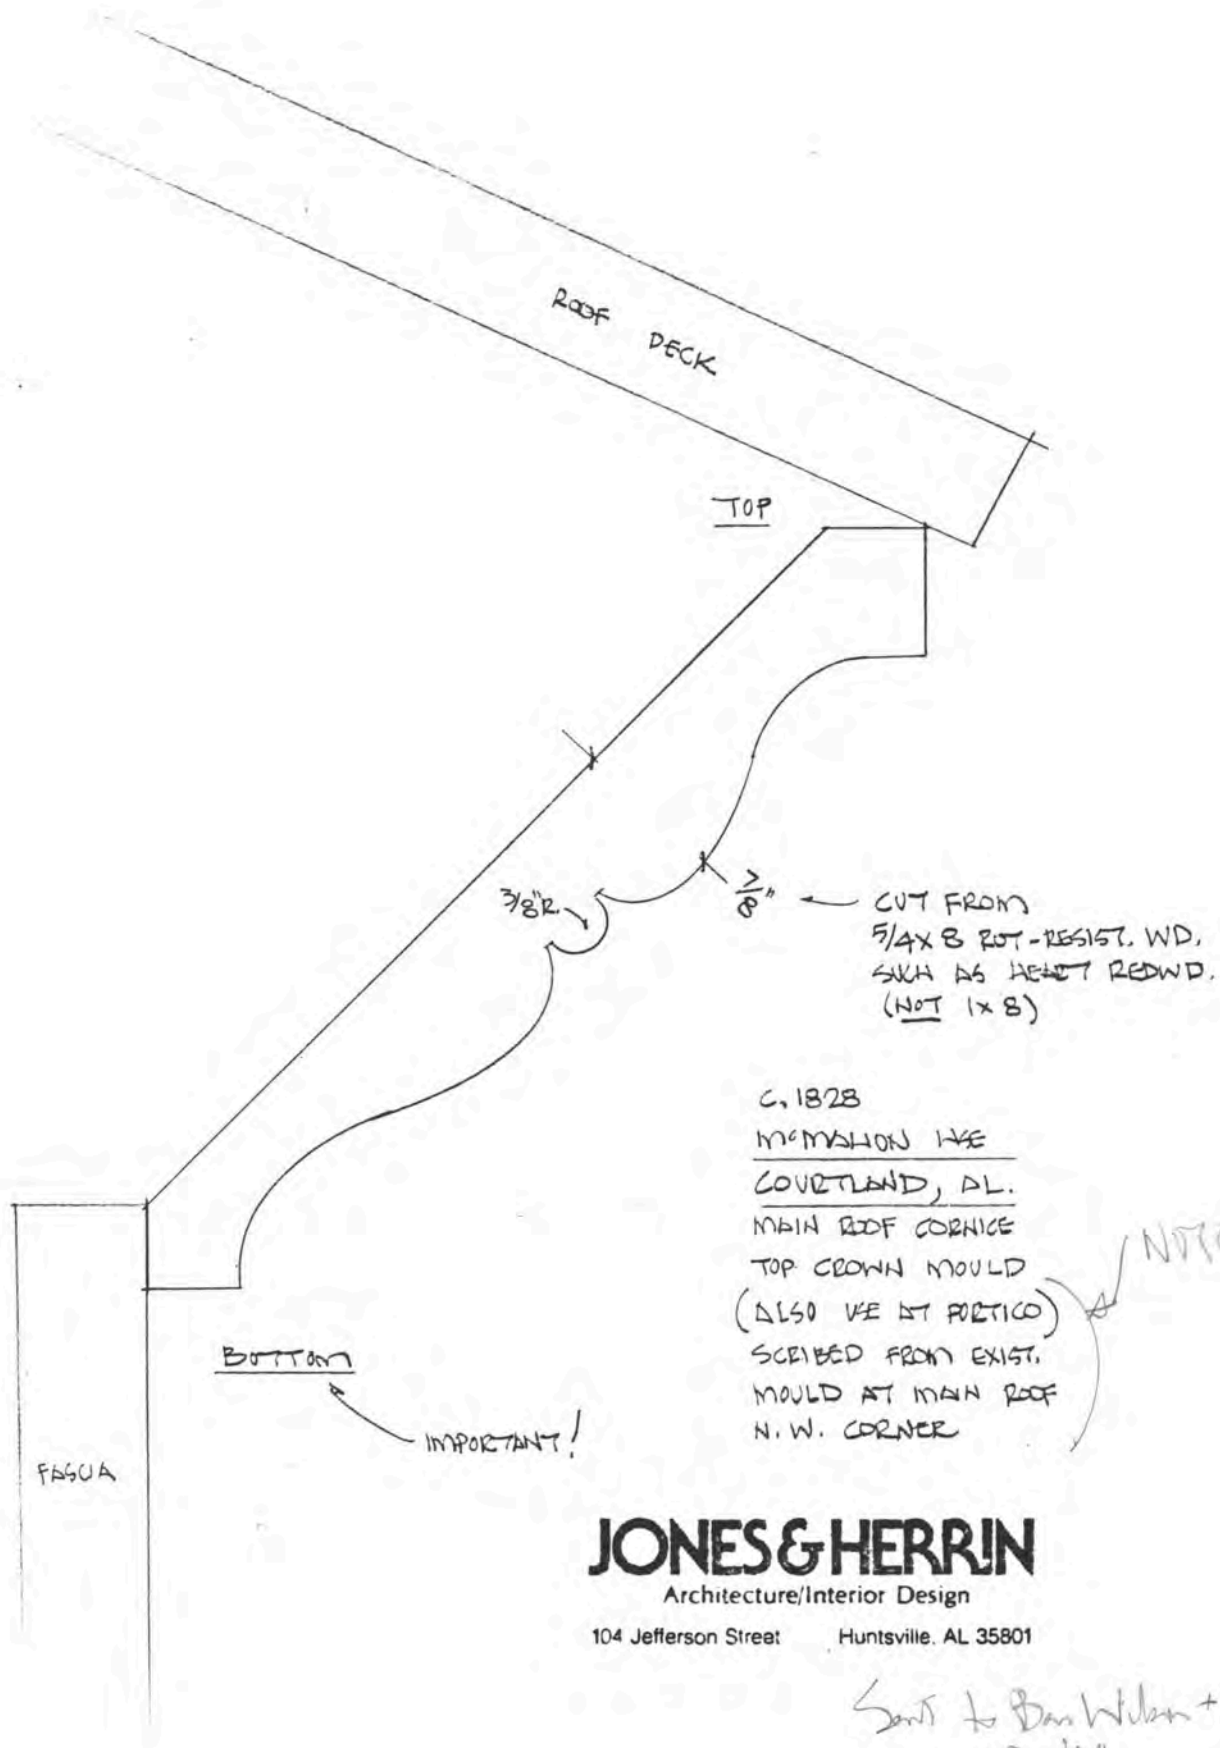 ROOF DECK
TOP
3/8"R.
7/8"
CUT FROM
5/4 X 8 ROT-RESIST. WD.
SUCH AS HEART REDWD.
(NOT 1 X 8)
C. 1828
McMAHON HSE
COURTLAND, AL.
MAIN ROOF CORNICE
TOP CROWN MOULD
(ALSO USE AT PORTICO)
SCRIBED FROM EXIST.
MOULD AT MAIN ROOF
N.W. CORNER
BOTTOM
IMPORTANT!
FASCIA
JONES & HERRIN
Architecture/Interior Design
104 Jefferson Street Huntsville, AL 35801
Sent to